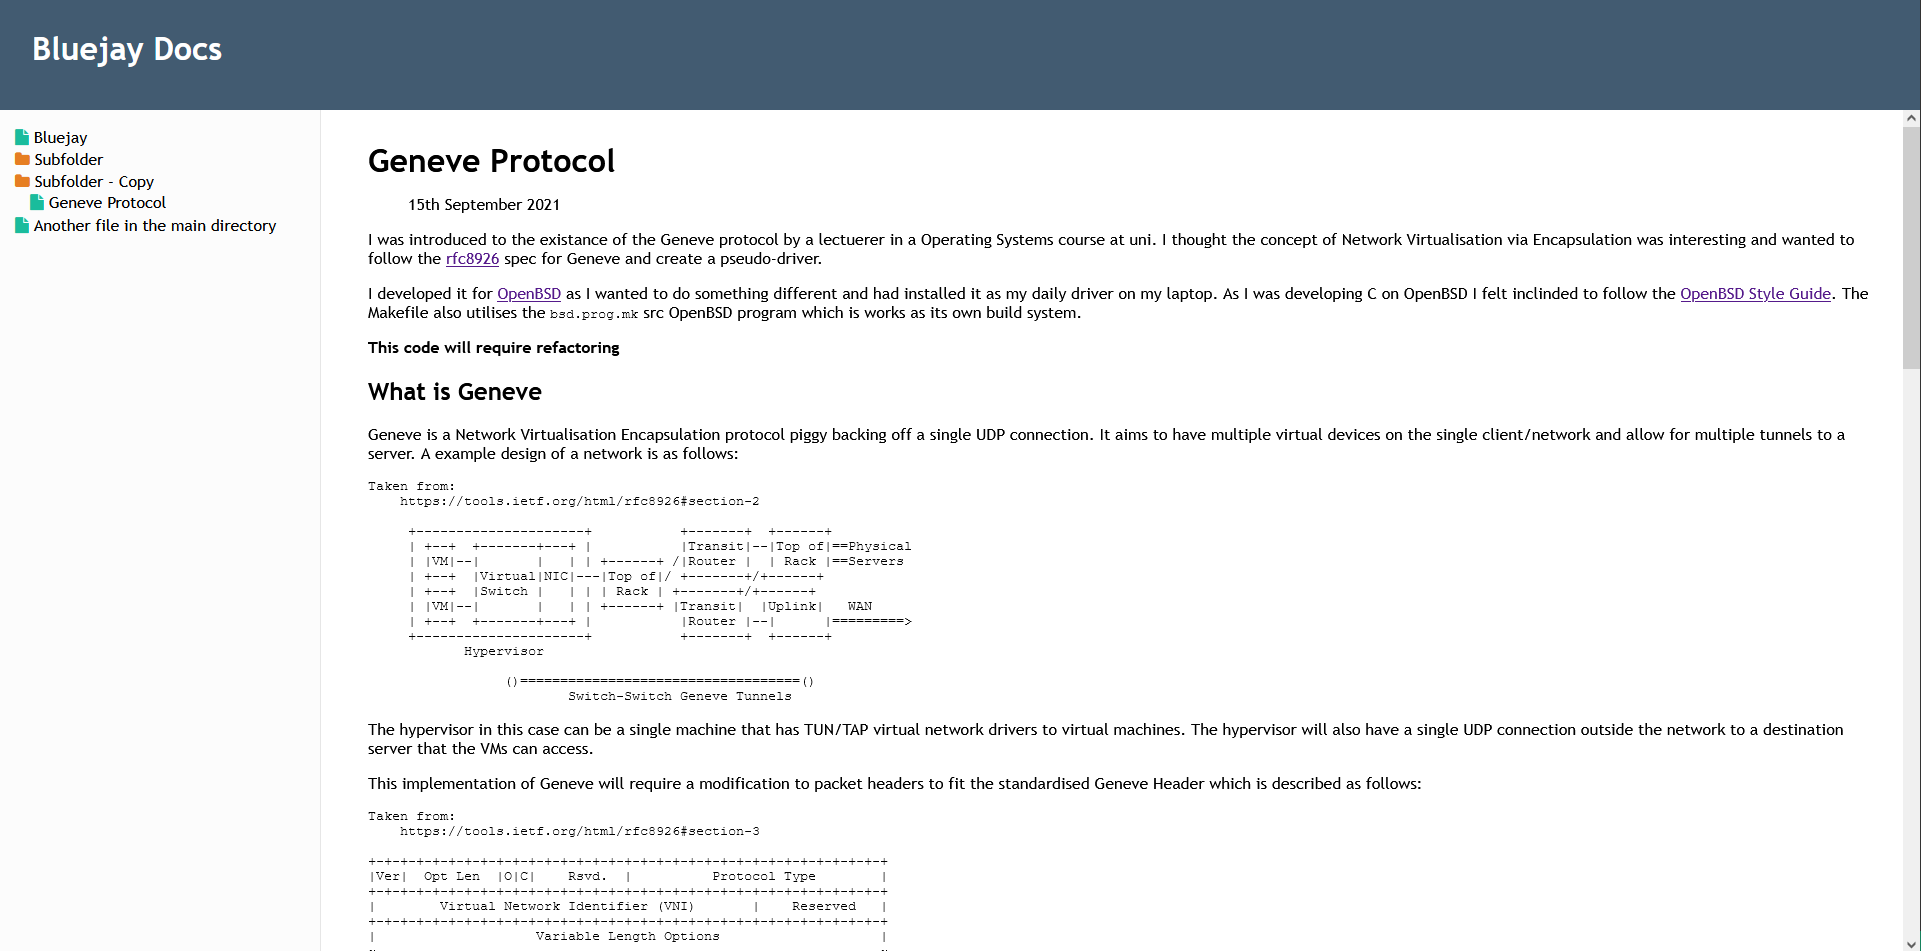 Bluejay Docs
Bluejay
Subfolder
Subfolder - Copy
Geneve Protocol
Another file in the main directory
Geneve Protocol
15th September 2021
I was introduced to the existance of the Geneve protocol by a lectuerer in a Operating Systems course at uni. I thought the concept of Network Virtualisation via Encapsulation was interesting and wanted to
follow the rfc8926 spec for Geneve and create a pseudo-driver.
I developed it for OpenBSD as I wanted to do something different and had installed it as my daily driver on my laptop. As I was developing C on OpenBSD I felt inclinded to follow the OpenBSD Style Guide. The
Makefile also utilises the bsd.prog.mk src OpenBSD program which is works as its own build system.
This code will require refactoring
What is Geneve
Geneve is a Network Virtualisation Encapsulation protocol piggy backing off a single UDP connection. It aims to have multiple virtual devices on the single client/network and allow for multiple tunnels to a
server. A example design of a network is as follows:
Taken from:
    https://tools.ietf.org/html/rfc8926#section-2
     +---------------------+           +-------+  +------+
     | +--+  +-------+---+ |           |Transit|--|Top of|==Physical
     | |VM|--|       |   | | +------+ /|Router |  | Rack |==Servers
     | +--+  |Virtual|NIC|---|Top of|/ +-------+/+------+
     | +--+  |Switch |   | | | Rack | +-------+/+------+
     | |VM|--|       |   | | +------+ |Transit|  |Uplink|   WAN
     | +--+  +-------+---+ |           |Router |--|      |=========>
     +---------------------+           +-------+  +------+
            Hypervisor
                 ()===================================()
                         Switch-Switch Geneve Tunnels
The hypervisor in this case can be a single machine that has TUN/TAP virtual network drivers to virtual machines. The hypervisor will also have a single UDP connection outside the network to a destination
server that the VMs can access.
This implementation of Geneve will require a modification to packet headers to fit the standardised Geneve Header which is described as follows:
Taken from:
    https://tools.ietf.org/html/rfc8926#section-3
+-+-+-+-+-+-+-+-+-+-+-+-+-+-+-+-+-+-+-+-+-+-+-+-+-+-+-+-+-+-+-+-+
|Ver|  Opt Len  |O|C|    Rsvd.  |          Protocol Type        |
+-+-+-+-+-+-+-+-+-+-+-+-+-+-+-+-+-+-+-+-+-+-+-+-+-+-+-+-+-+-+-+-+
|        Virtual Network Identifier (VNI)       |    Reserved   |
+-+-+-+-+-+-+-+-+-+-+-+-+-+-+-+-+-+-+-+-+-+-+-+-+-+-+-+-+-+-+-+-+
|                    Variable Length Options                    |